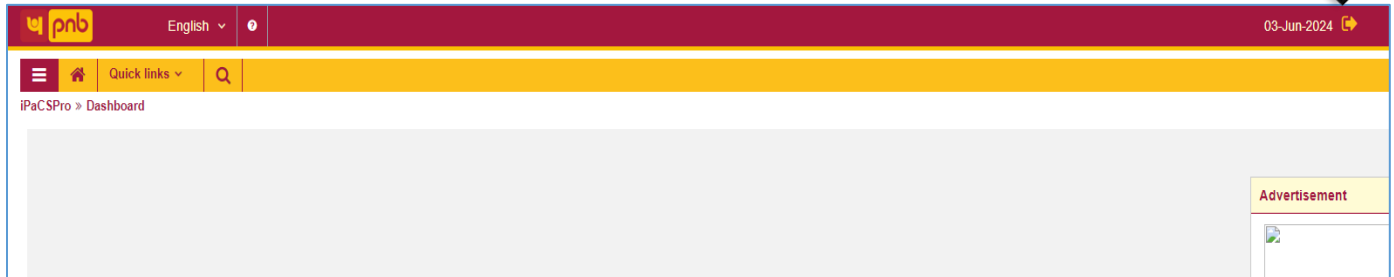 ਪ pnb English ? 03-Jun-2024
Quick links
iPaCSPro » Dashboard
Advertisement